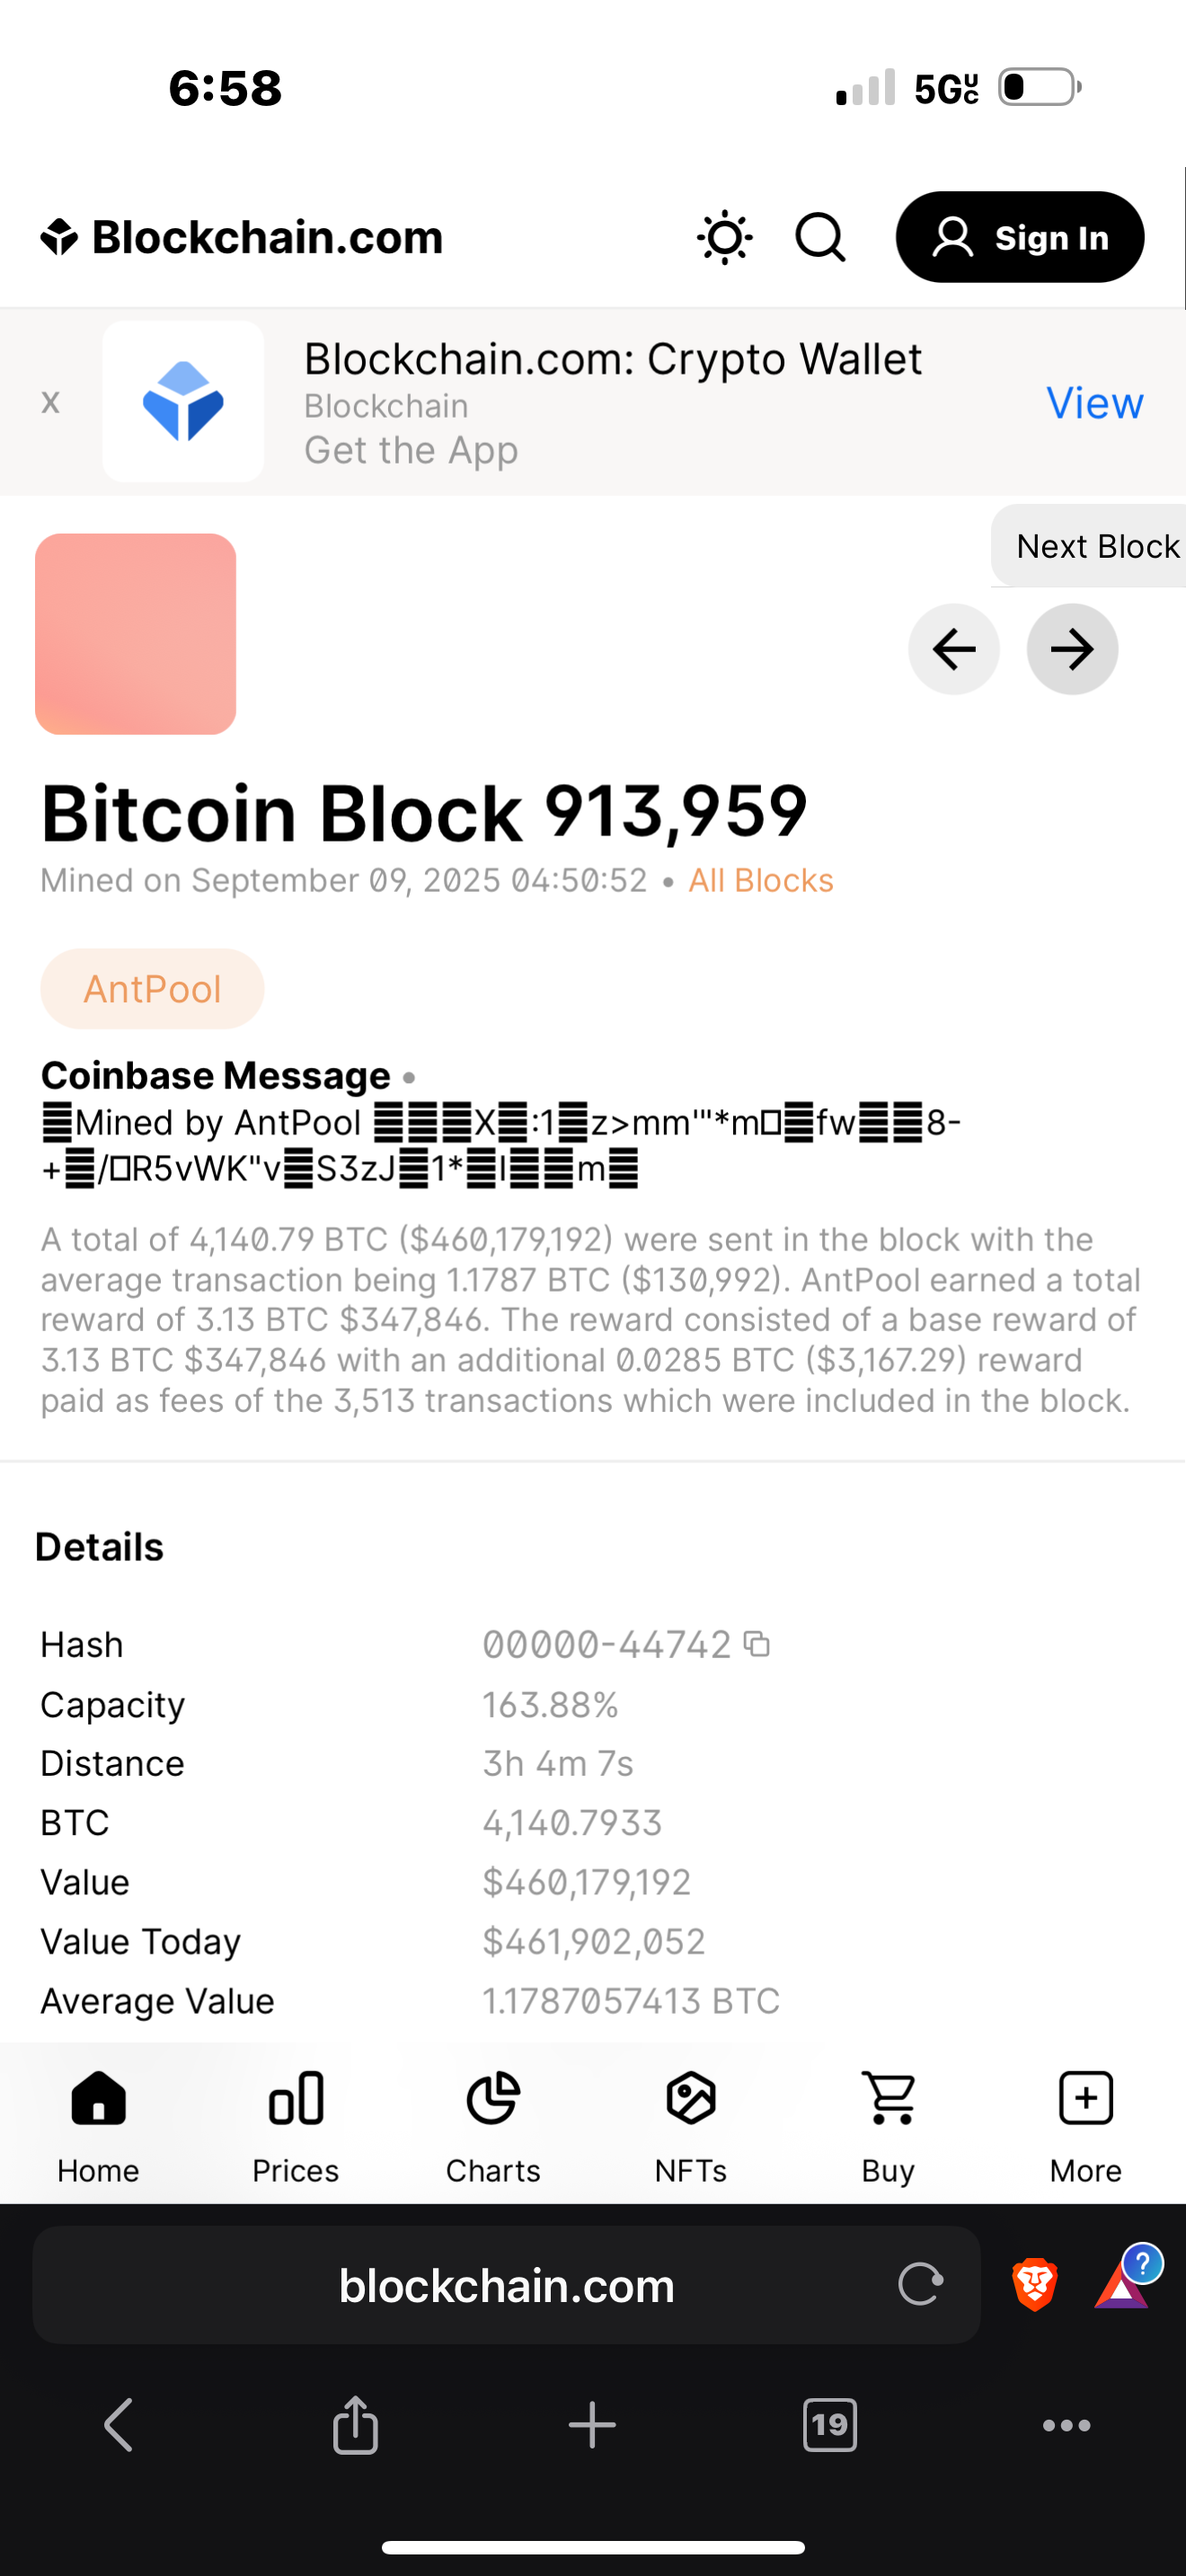 6:58
5GUC
Blockchain.com
Sign In
x
Blockchain.com: Crypto Wallet
Blockchain
Get the App
View
Next Block
Bitcoin Block 913,959
Mined on September 09, 2025 04:50:52 • All Blocks
AntPool
Coinbase Message •
Mined by AntPool X :1 z>mm'"*m fw 8-
+ / R5vWK"v S3zJ 1* m
A total of 4,140.79 BTC ($460,179,192) were sent in the block with the
average transaction being 1.1787 BTC ($130,992). AntPool earned a total
reward of 3.13 BTC $347,846. The reward consisted of a base reward of
3.13 BTC $347,846 with an additional 0.0285 BTC ($3,167.29) reward
paid as fees of the 3,513 transactions which were included in the block.
Details
Hash 00000-44742
Capacity 163.88%
Distance 3h 4m 7s
BTC 4,140.7933
Value $460,179,192
Value Today $461,902,052
Average Value 1.1787057413 BTC
Home Prices Charts NFTs Buy More
blockchain.com
?
19